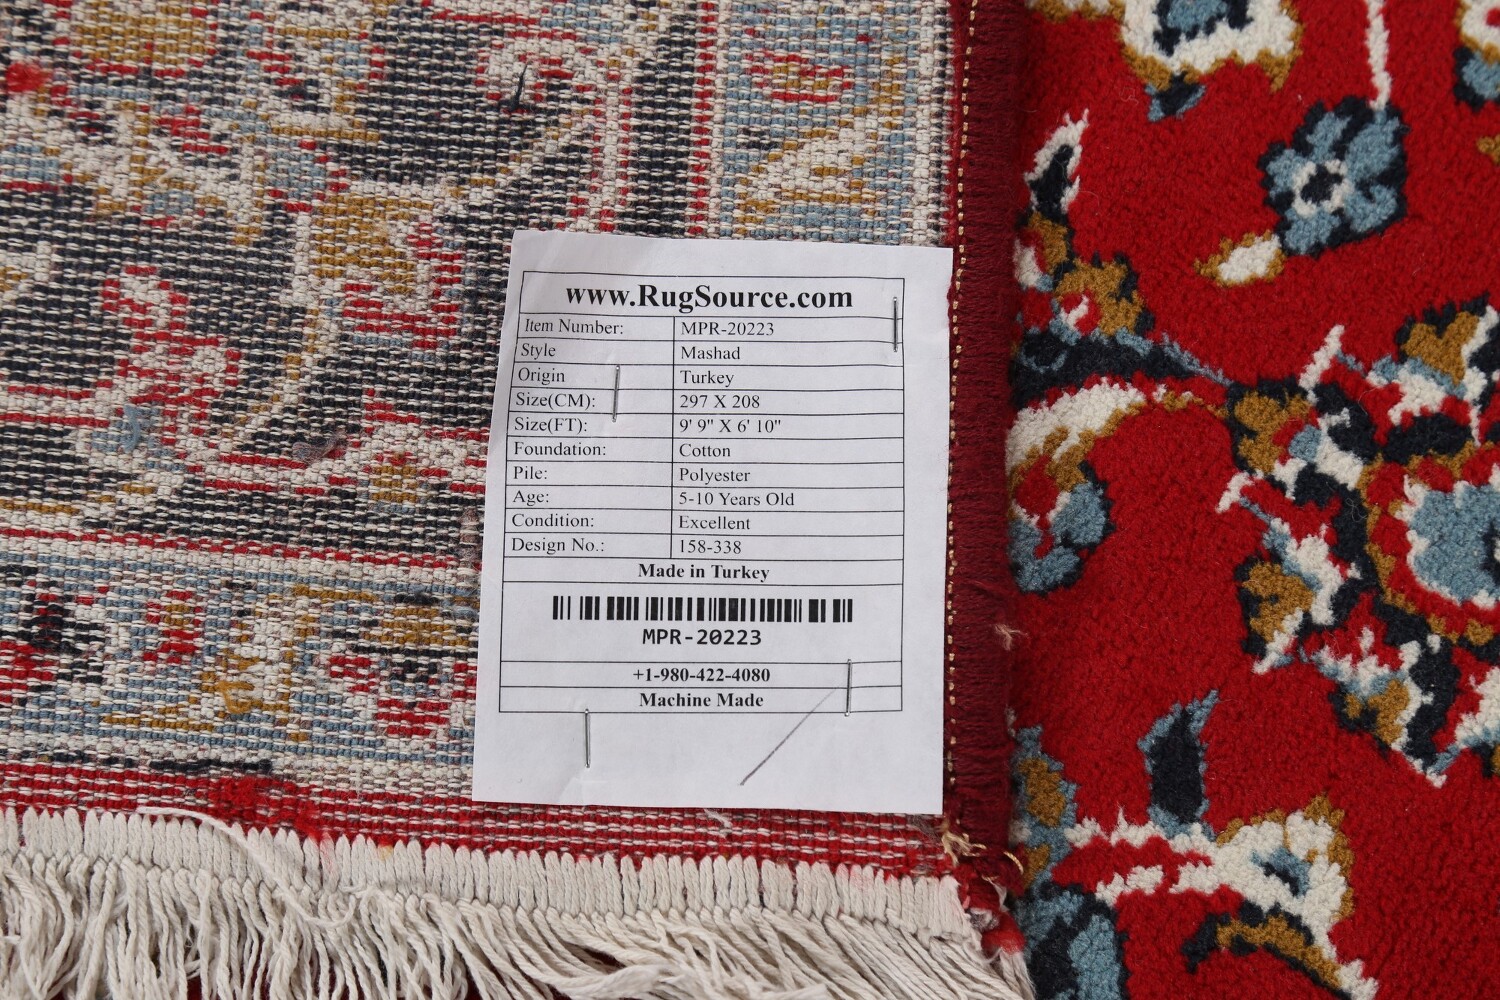 www.RugSource.com
Item Number: MPR-20223
Style Mashad
Origin Turkey
Size(CM): 297 X 208
Size(FT): 9' 9" X 6' 10"
Foundation: Cotton
Pile: Polyester
Age: 5-10 Years Old
Condition: Excellent
Design No.: 158-338
Made in Turkey
MPR-20223
+1-980-422-4080
Machine Made